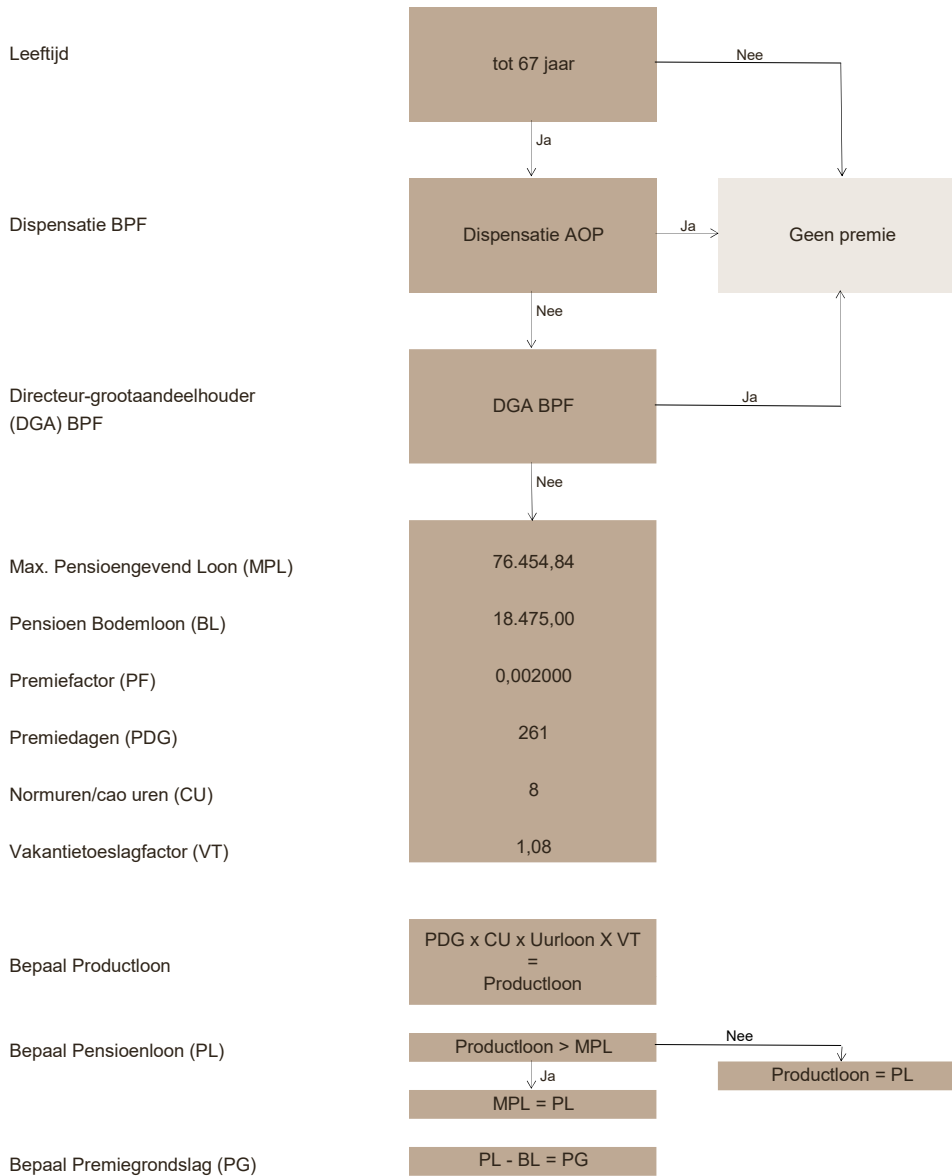 Leeftijd
tot 67 jaar
Nee
Ja
Dispensatie BPF
Dispensatie AOP
Ja
Geen premie
Nee
Directeur-grootaandeelhouder
(DGA) BPF
DGA BPF
Ja
Nee
Max. Pensioengevend Loon (MPL)
76.454,84
Pensioen Bodemloon (BL)
18.475,00
Premiefactor (PF)
0,002000
Premiedagen (PDG)
261
Normuren/cao uren (CU)
8
Vakantietoeslagfactor (VT)
1,08
Bepaal Productloon
PDG x CU x Uurloon X VT
=
Productloon
Bepaal Pensioenloon (PL)
Productloon > MPL
Nee
Productloon = PL
Ja
MPL = PL
Bepaal Premiegrondslag (PG)
PL - BL = PG